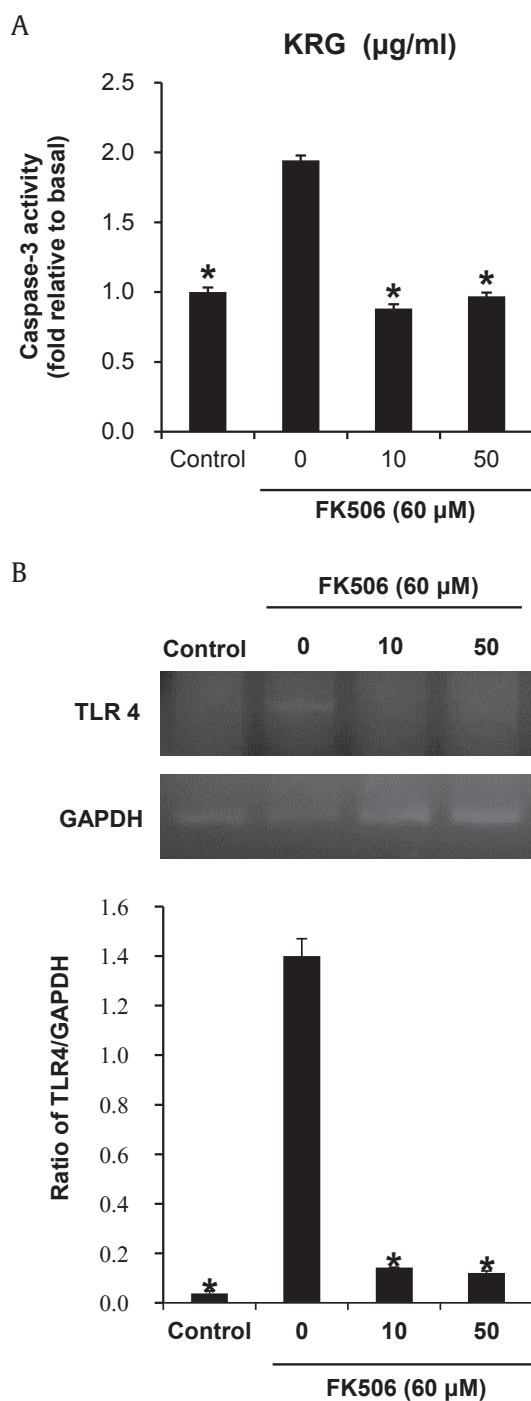 A
KRG (µg/ml)
Caspase-3 activity
(fold relative to basal)
2.5
2.0
1.5
1.0
0.5
0.0
*
*
*
Control 0 10 50
FK506 (60 µM)
B
FK506 (60 µM)
Control 0 10 50
TLR 4
GAPDH
Ratio of TLR4/GAPDH
1.6
1.4
1.2
1.0
0.8
0.6
0.4
0.2
0.0
*
*
*
Control 0 10 50
FK506 (60 µM)